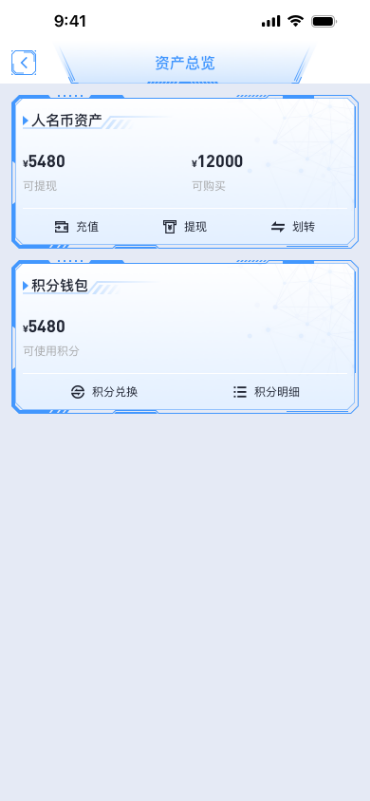 9:41
资产总览
人名币资产
¥5480 ¥12000
可提现 可购买
充值 提现 划转
积分钱包
¥5480
可使用积分
积分兑换 积分明细